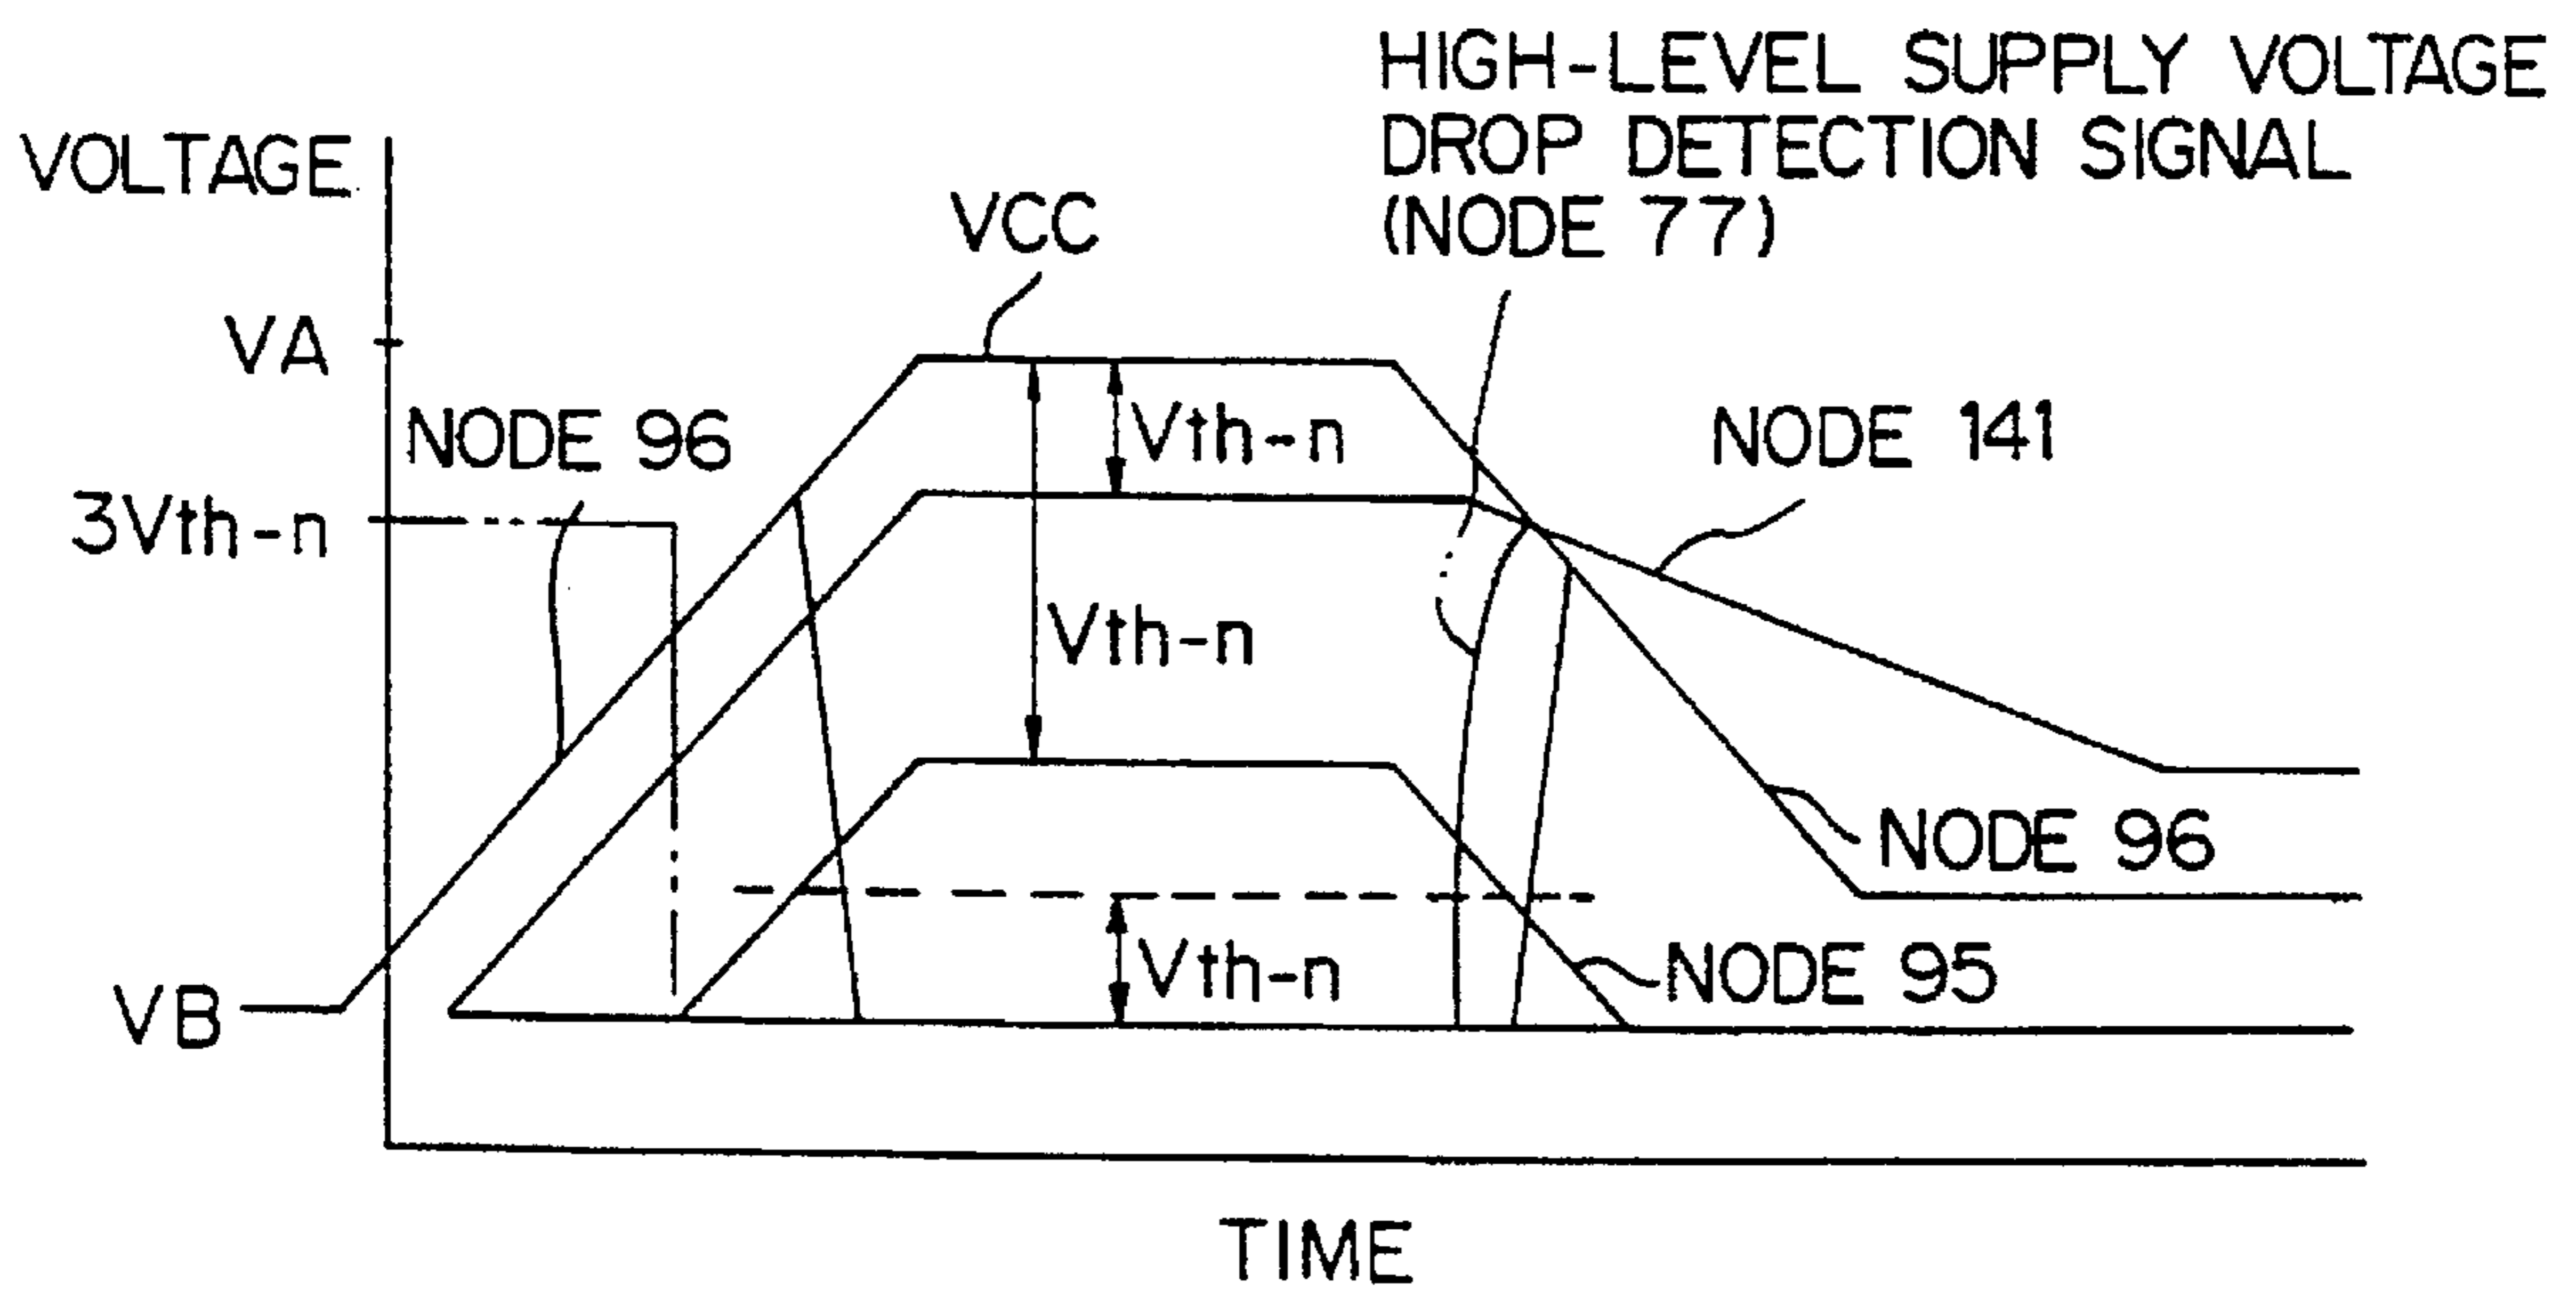 HIGH-LEVEL SUPPLY VOLTAGE
DROP DETECTION SIGNAL
(NODE 77)
VOLTAGE
VCC
VA
NODE 96
Vth-n
NODE 141
3Vth-n
Vth-n
NODE 96
Vth-n
NODE 95
VB
TIME